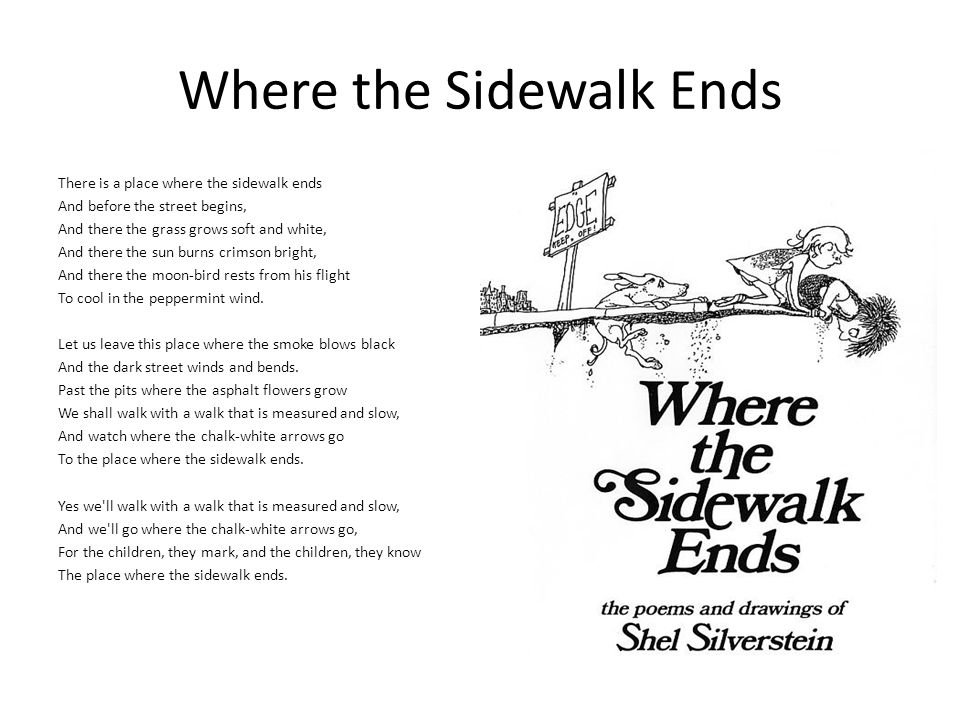 Where the Sidewalk Ends
There is a place where the sidewalk ends
And before the street begins,
And there the grass grows soft and white,
And there the sun burns crimson bright,
And there the moon-bird rests from his flight
To cool in the peppermint wind.
Let us leave this place where the smoke blows black
And the dark street winds and bends.
Past the pits where the asphalt flowers grow
We shall walk with a walk that is measured and slow,
And watch where the chalk-white arrows go
To the place where the sidewalk ends.
Yes we'll walk with a walk that is measured and slow,
And we'll go where the chalk-white arrows go,
For the children, they mark, and the children, they know
The place where the sidewalk ends.
EDGE
KEEP OFF!
Where
the
Sidewalk
Ends
the poems and drawings of
Shel Silverstein